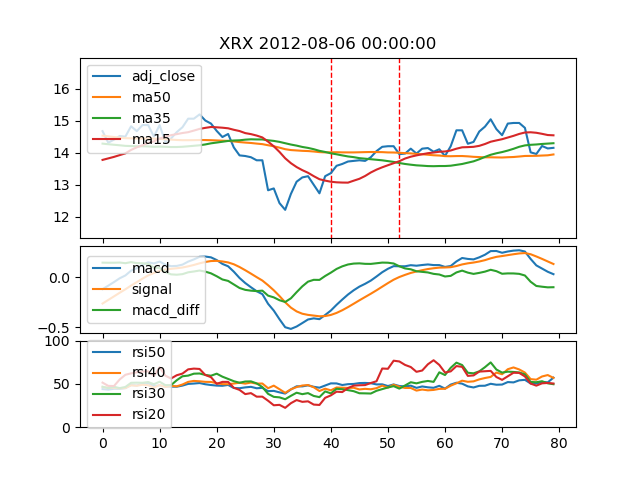 XRX 2012-08-06 00:00:00
16
15
14
13
12
adj_close
ma50
ma35
ma15
0.0
−0.5
macd
signal
macd_diff
100
50
0
rsi50
rsi40
rsi30
rsi20
0 10 20 30 40 50 60 70 80